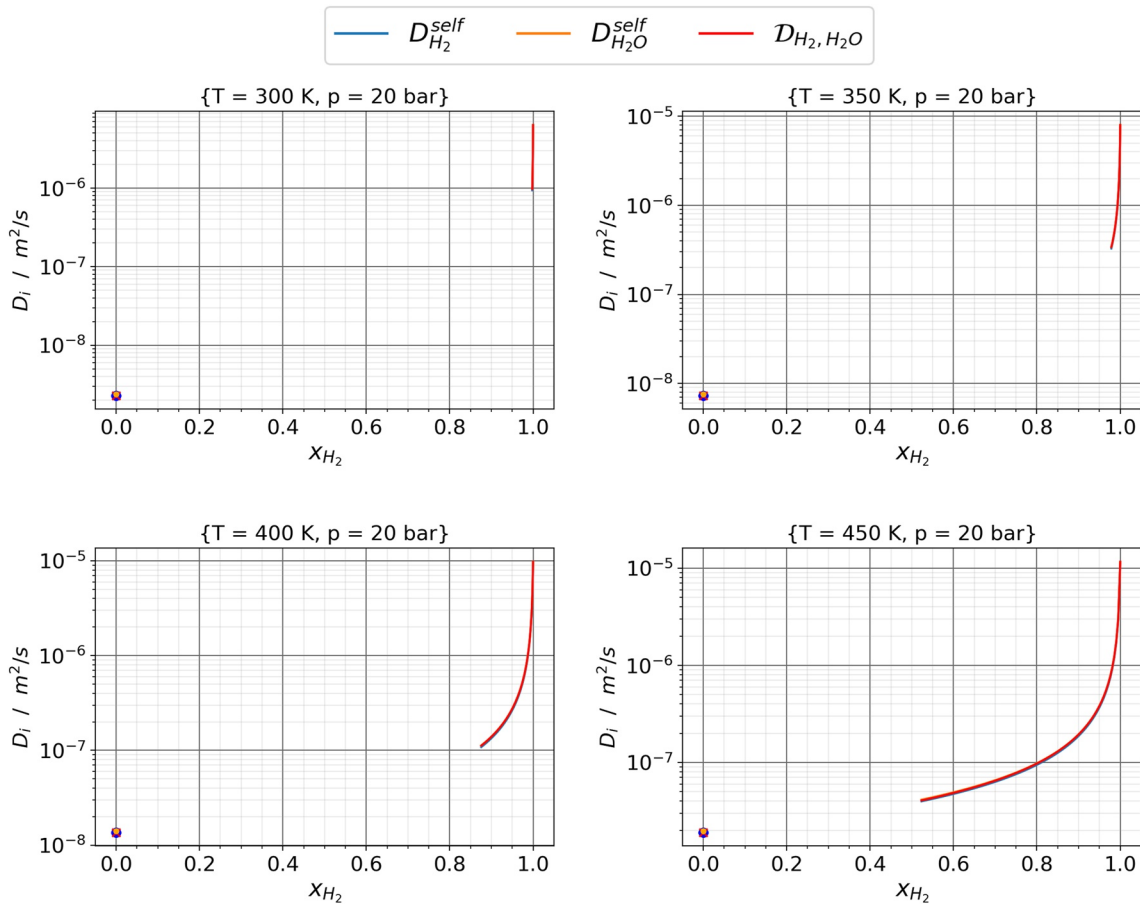 D_{H_2}^{self} D_{H_2O}^{self} 𝒟_{H_2,H_2O}
{T = 300 K, p = 20 bar}
D_i / m^2/s
10^{-6}
10^{-7}
10^{-8}
0.0 0.2 0.4 0.6 0.8 1.0
x_{H_2}
{T = 350 K, p = 20 bar}
D_i / m^2/s
10^{-5}
10^{-6}
10^{-7}
10^{-8}
0.0 0.2 0.4 0.6 0.8 1.0
x_{H_2}
{T = 400 K, p = 20 bar}
D_i / m^2/s
10^{-5}
10^{-6}
10^{-7}
10^{-8}
0.0 0.2 0.4 0.6 0.8 1.0
x_{H_2}
{T = 450 K, p = 20 bar}
D_i / m^2/s
10^{-5}
10^{-6}
10^{-7}
0.0 0.2 0.4 0.6 0.8 1.0
x_{H_2}